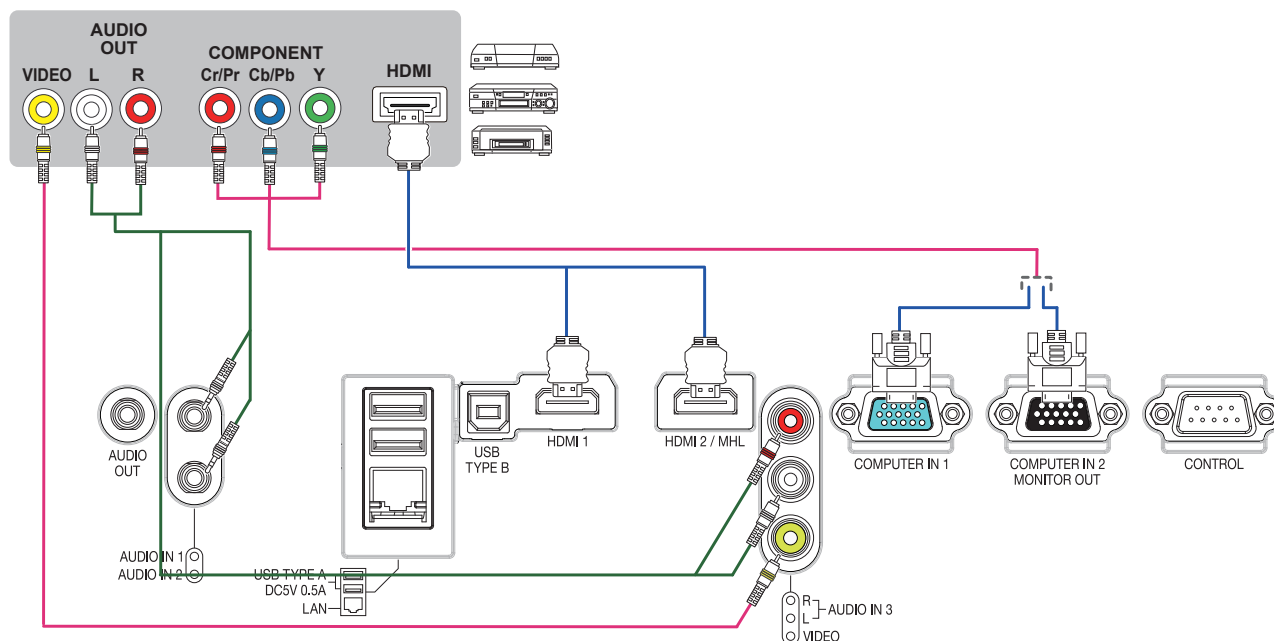 AUDIO
OUT
COMPONENT
VIDEO L R Cr/Pr Cb/Pb Y HDMI
AUDIO
OUT
USB
TYPE B
HDMI 1
HDMI 2 / MHL
COMPUTER IN 1
COMPUTER IN 2
MONITOR OUT
CONTROL
AUDIO IN 1
AUDIO IN 2
USB TYPE A
DC5V 0.5A
LAN
R
L
AUDIO IN 3
VIDEO